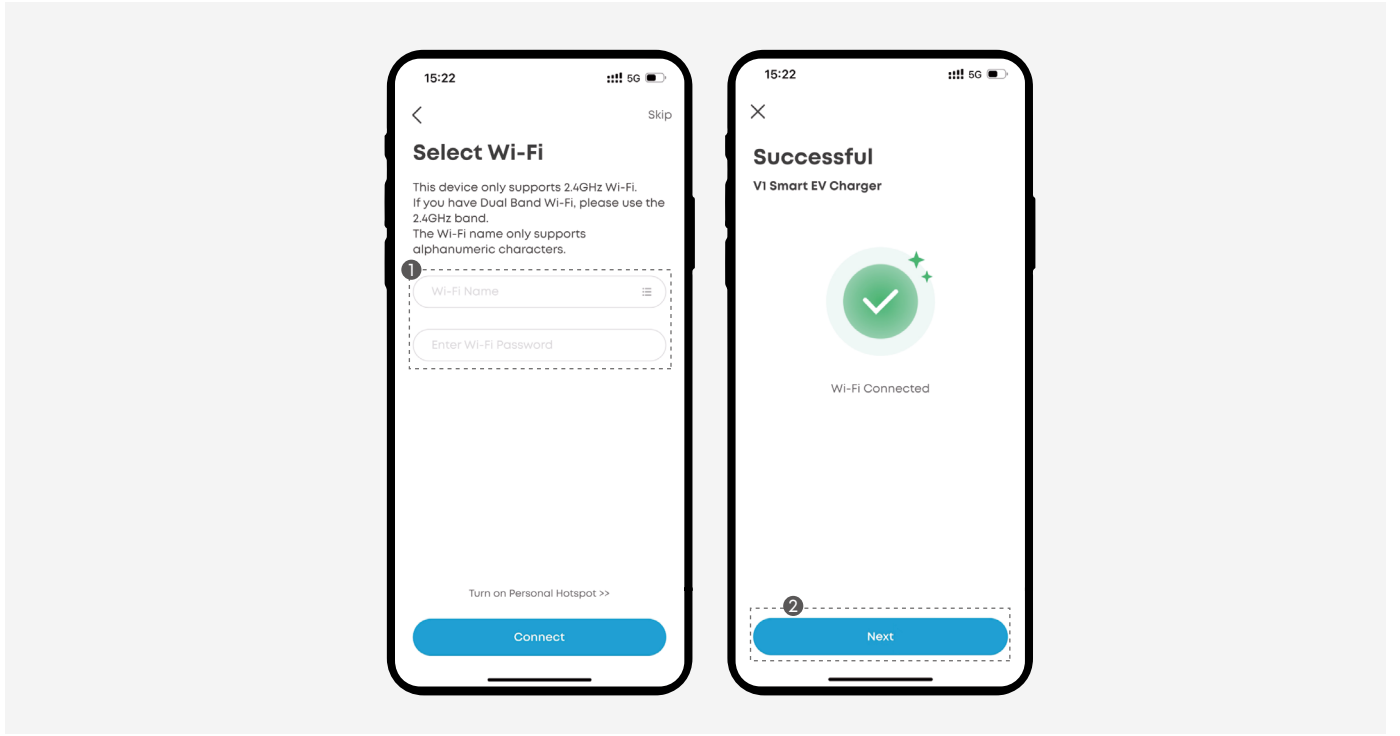 15:22
5G
Skip
Select Wi-Fi
This device only supports 2.4GHz Wi-Fi.
If you have Dual Band Wi-Fi, please use the
2.4GHz band.
The Wi-Fi name only supports
alphanumeric characters.
1
Wi-Fi Name
Enter Wi-Fi Password
Turn on Personal Hotspot >>
Connect
15:22
5G
Successful
V1 Smart EV Charger
Wi-Fi Connected
2
Next